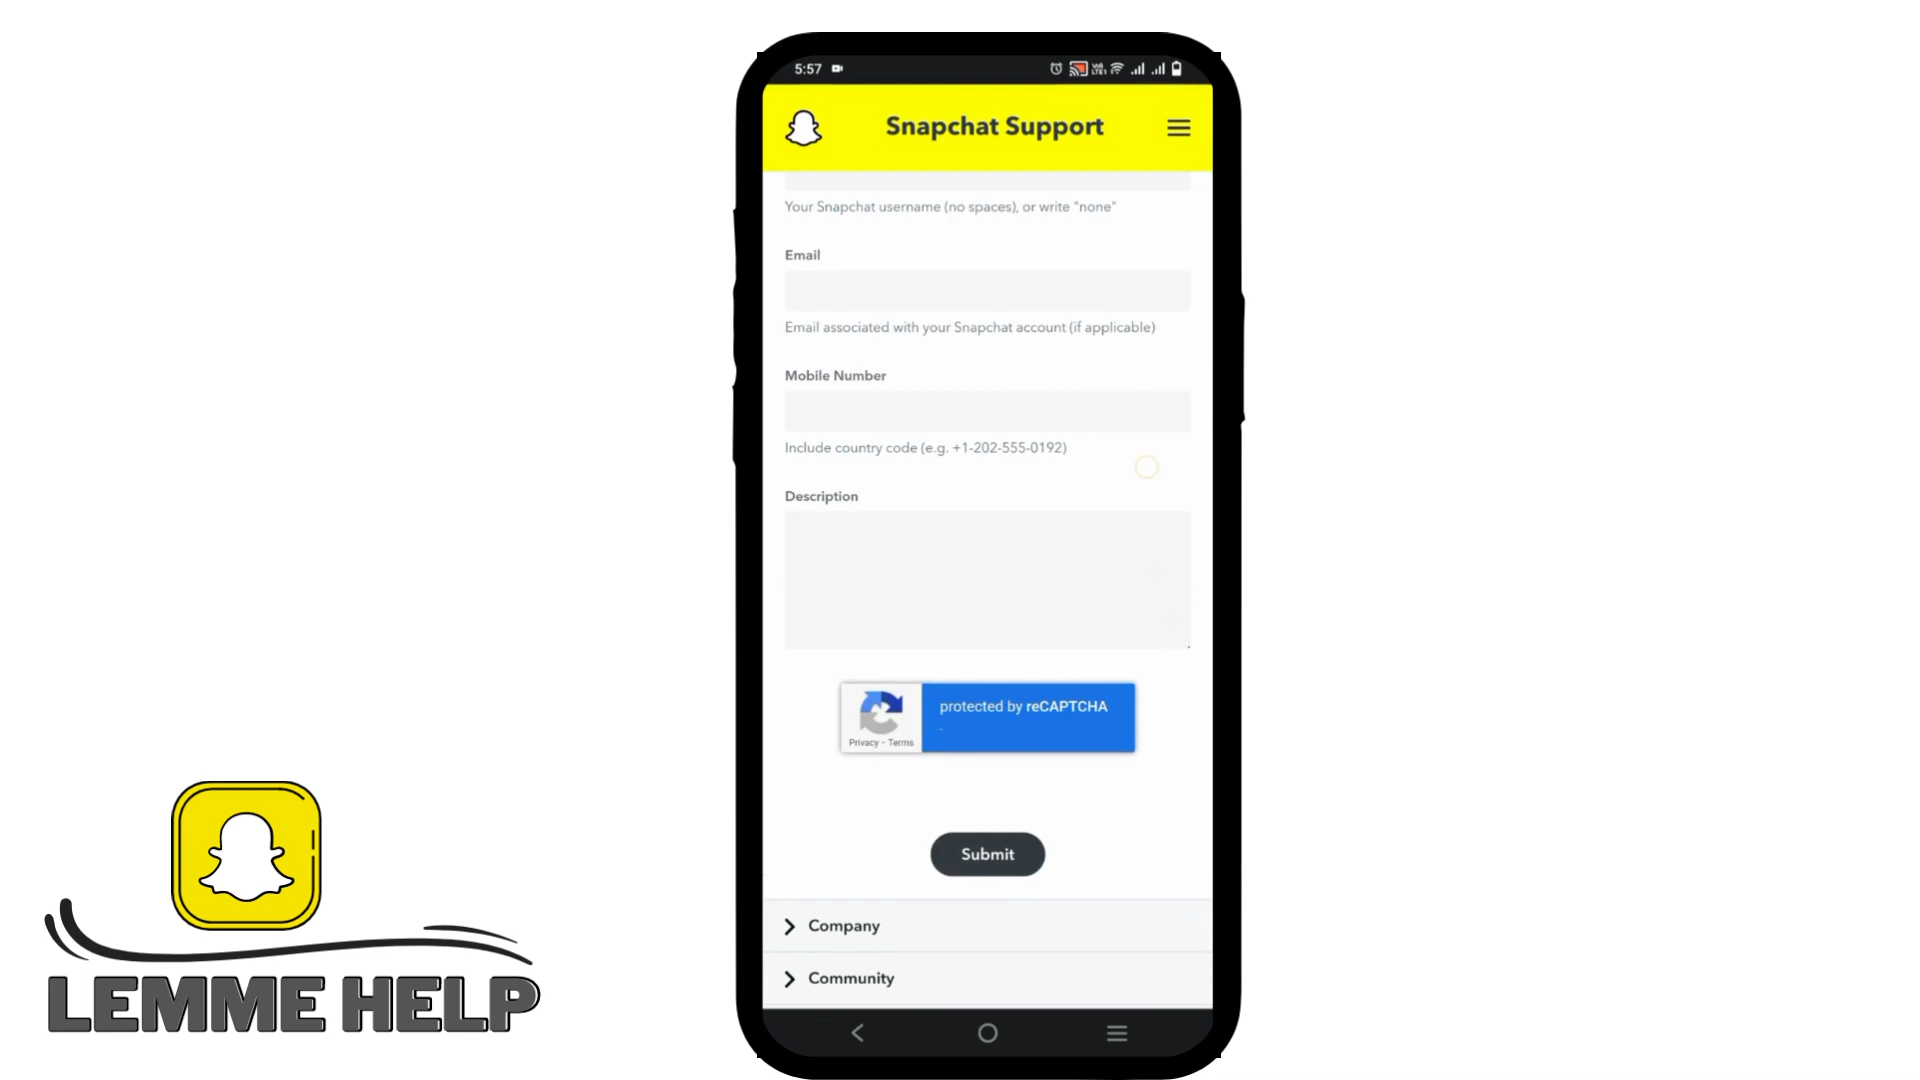 5:57
Snapchat Support
Your Snapchat username (no spaces), or write "none"
Email
Email associated with your Snapchat account (if applicable)
Mobile Number
Include country code (e.g. +1-202-555-0192)
Description
protected by reCAPTCHA
Privacy - Terms
Submit
Company
Community
LEMME HELP